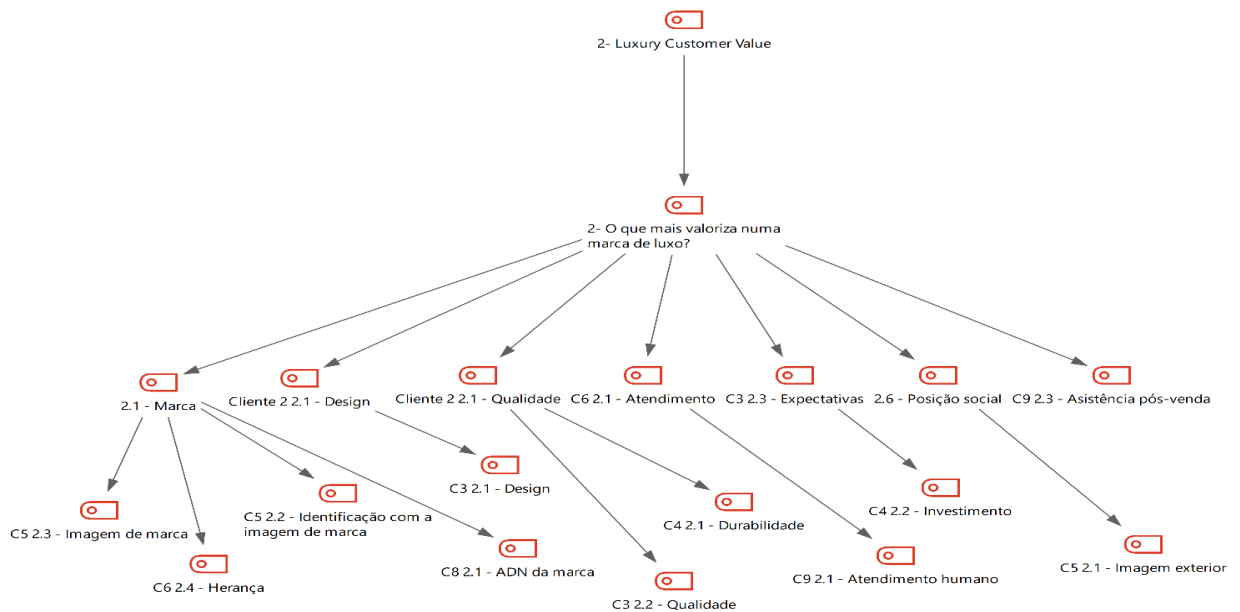 2- Luxury Customer Value
2- O que mais valoriza numa
marca de luxo?
2.1 - Marca
Cliente 2 2.1 - Design
Cliente 2 2.1 - Qualidade
C6 2.1 - Atendimento
C3 2.3 - Expectativas
2.6 - Posição social
C9 2.3 - Asistência pós-venda
C5 2.3 - Imagem de marca
C6 2.4 - Herança
C5 2.2 - Identificação com a
imagem de marca
C8 2.1 - ADN da marca
C3 2.1 - Design
C3 2.2 - Qualidade
C4 2.1 - Durabilidade
C9 2.1 - Atendimento humano
C4 2.2 - Investimento
C5 2.1 - Imagem exterior